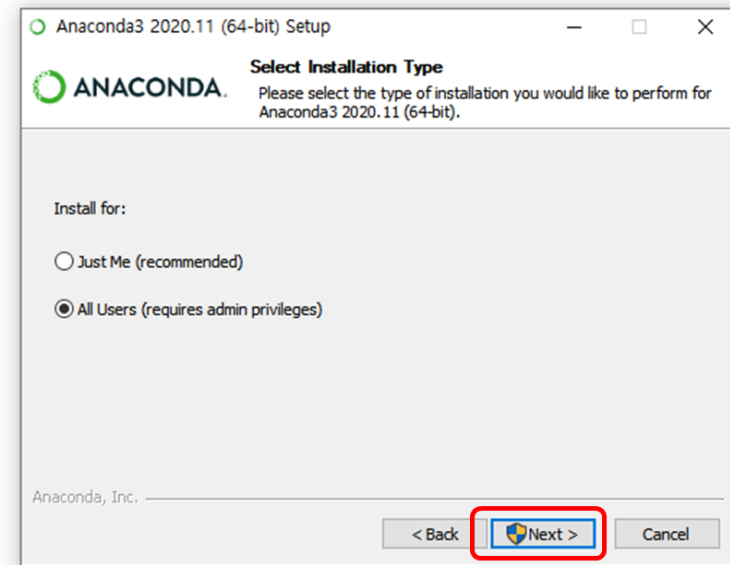 Anaconda3 2020.11 (64-bit) Setup
ANACONDA.
Select Installation Type
Please select the type of installation you would like to perform for
Anaconda3 2020.11 (64-bit).
Install for:
Just Me (recommended)
All Users (requires admin privileges)
Anaconda, Inc.
< Back
Next >
Cancel